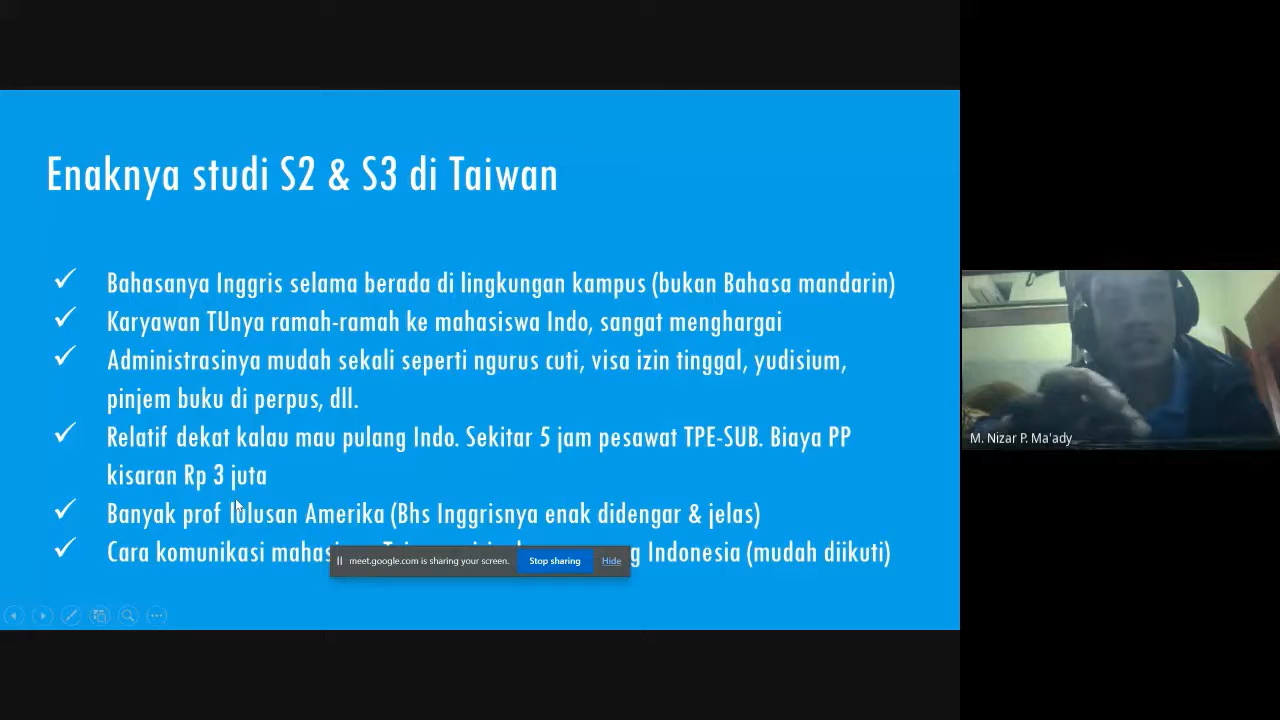 Enaknya studi S2 & S3 di Taiwan
Bahasanya Inggris selama berada di lingkungan kampus (bukan Bahasa mandarin)
Karyawan TUnya ramah-ramah ke mahasiswa Indo, sangat menghargai
Administrasinya mudah sekali seperti ngurus cuti, visa izin tinggal, yudisium,
pinjem buku di perpus, dll.
Relatif dekat kalau mau pulang Indo. Sekitar 5 jam pesawat TPE-SUB. Biaya PP
kisaran Rp 3 juta
Banyak prof lulusan Amerika (Bhs Inggrisnya enak didengar & jelas)
Cara komunikasi Indonesia (mudah diikuti)
meet.google.com is sharing your screen. Stop sharing Hide
M. Nizar P. Ma'ady